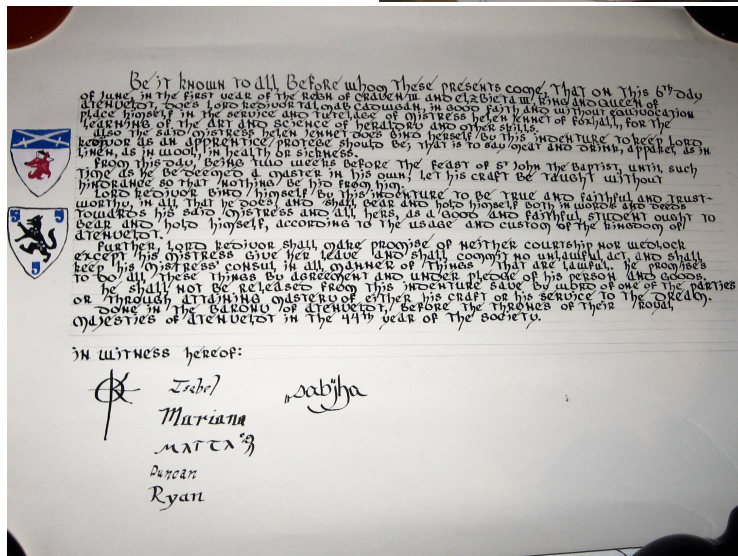 Be it known to all Before whom These presents come, That on this 6th Day
of June, in the first year of the Reign of Craven III and Elzbieta III, King and Queen of
Atenveldt, Does Lord Redivor tal, mab Cadwgan, in Good faith and without equivocation
place himself in the service and tutelage of Mistress Helen Jennet of Foxhall, for the
learning of the art and science of heraldry and other skills.
also the said Mistress Helen Jennet Does Bind herself/By this Indenture to keep Lord
Redivor as an apprentice/protégé should be; that is to say meat and Drink, apparel, as in
linen, as in wool, in health or sickness.
from this day, Being two weeks Before the feast of St John the Baptist, until such
time as he Be deemed a master in his own, let his craft Be taught without
hindrance so that nothing Be hid from him.
Lord Redivor Bind himself/By this Indenture to Be true and faithful and trust-
worthy, in all that he does, and shall Bear and hold himself Both in words and Deeds
towards his said Mistress and all hers, as a Good and faithful student ought to
Bear and hold himself, according to the usage and custom of the Kingdom of
Atenveldt.
Further, Lord Redivor shall make promise of neither courtship nor wedlock
except his Mistress Give her leave and shall commit no unlawful act, and shall
keep his Mistress' consul in all manner of Things That are lawful. he promises
to Do all these things By agreement and under pledge of his person and Goods.
he shall not Be released from this Indenture save By word of one of the parties
or through attaining mastery of either his craft or his service to the Dream.
Done in the Barony of Atenveldt, Before the Thrones of Their Royal
Majesties of Atenveldt in the 44th year of the Society.
in witness hereof:
Isabel
Sabiha
Mariana
Duncan
Ryan